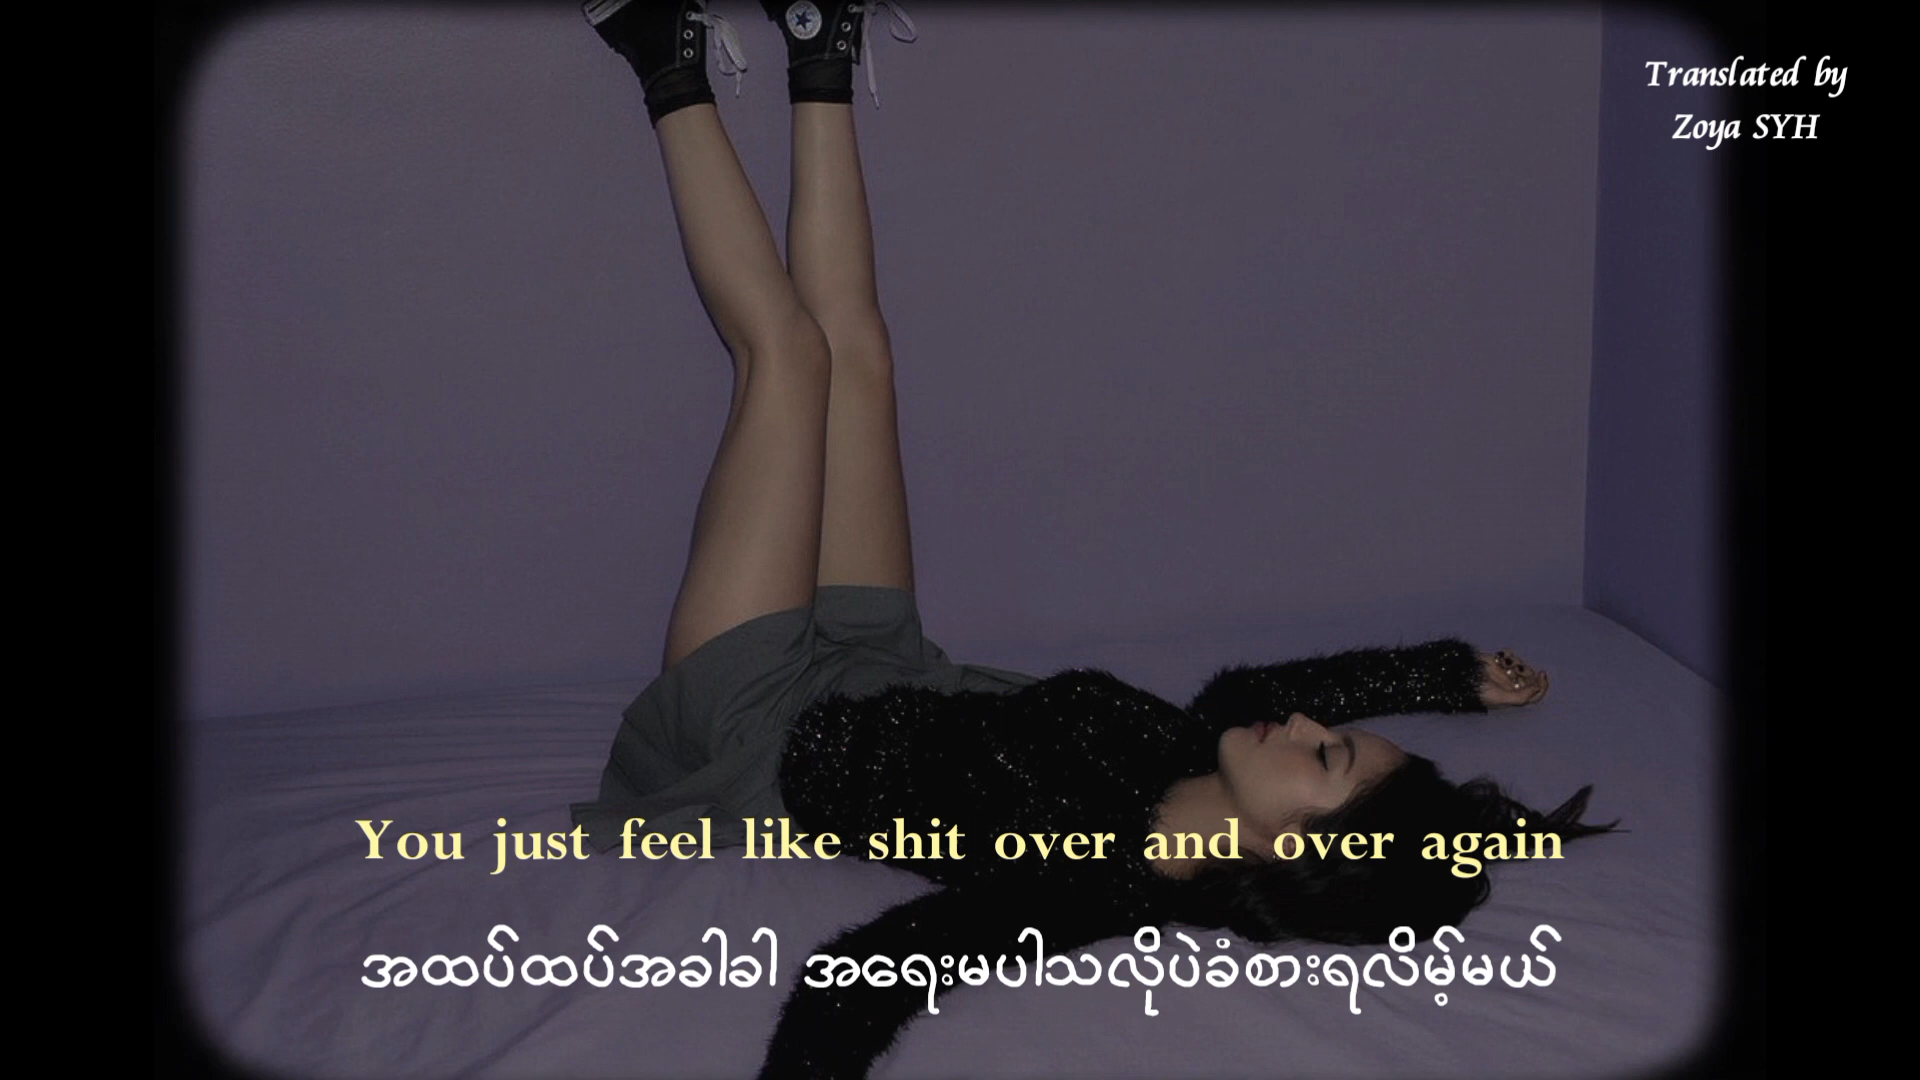 Translated by
Zoya SYH
You just feel like shit over and over again
အထပ်ထပ်အခါခါ အရေးမပါသလိုပဲခံစားရလိမ့်မယ်